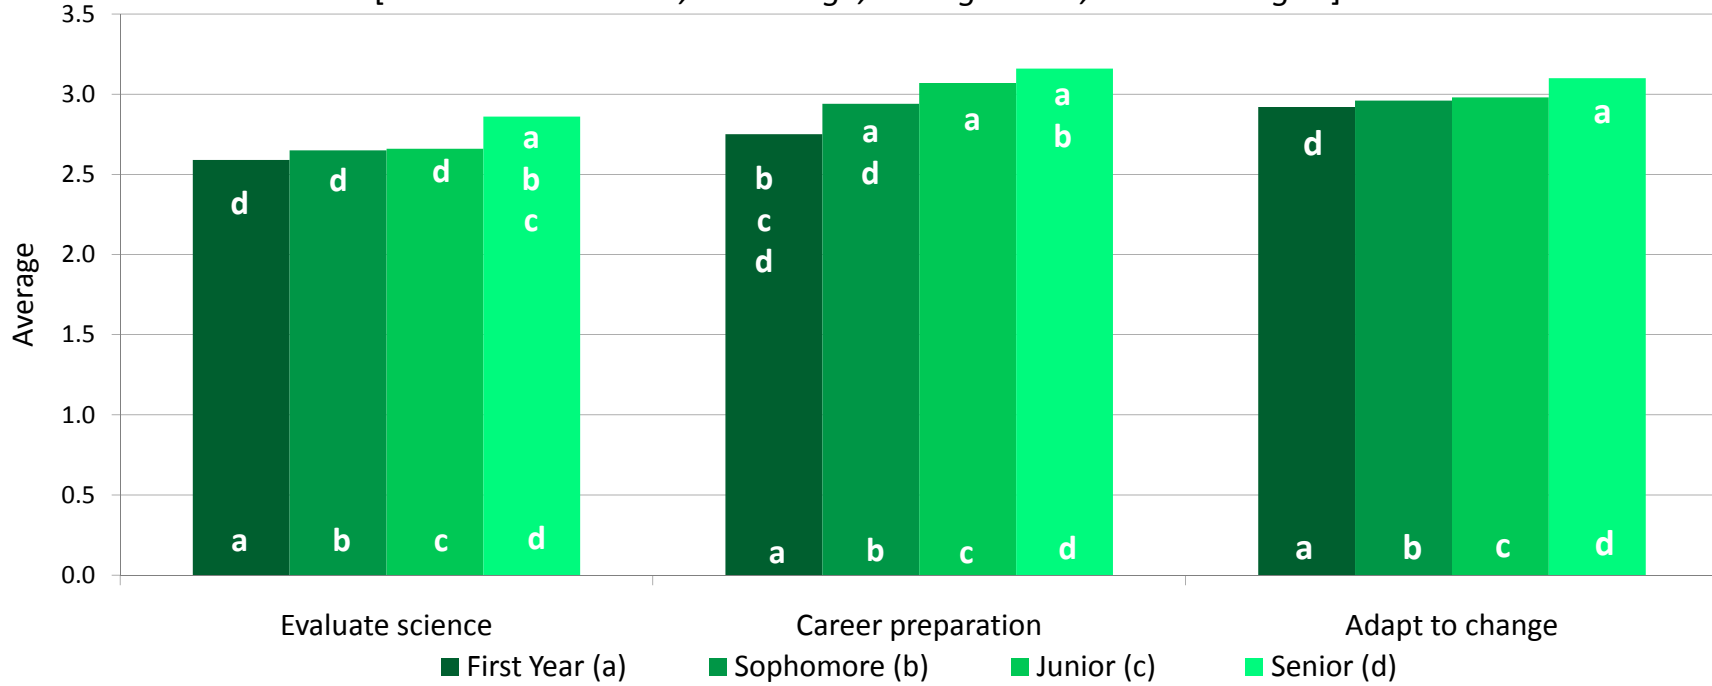 3.5
3.0
2.5
2.0
1.5
1.0
0.5
0.0
Average
d
d
d
a
b
c
b
c
d
a
d
a
a
b
d
a
a
b
c
d
a
b
c
d
a
b
c
d
Evaluate science
Career preparation
Adapt to change
First Year (a)
Sophomore (b)
Junior (c)
Senior (d)